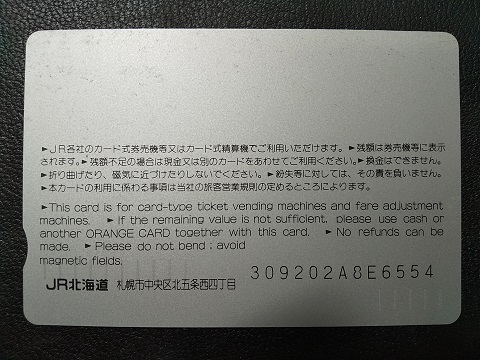 ►JR各社のカード式券売機等又はカード式精算機でご利用いただけます。►残額は券売機等に表示
されます。►残額不足の場合は現金又は別のカードをあわせてご利用ください。►換金はできません。
►折り曲げたり、磁気に近づけたりしないでください。►紛失等に対しては、その責を負いません。
►本カードの利用に係わる事項は当社の旅客営業規則の定めるところによります。
►This card is for card-type ticket vending machines and fare adjustment
machines. ►If the remaining value is not sufficient, please use cash or
another ORANGE CARD together with this card. ►No refunds can be
made. ►Please do not bend; avoid
magnetic fields.
309202A8E6554
JR北海道 札幌市中央区北五条西四丁目